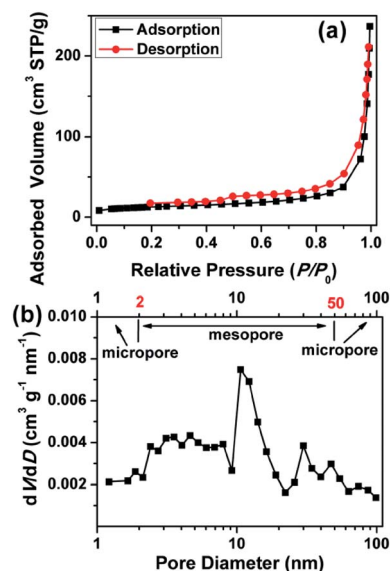 (a)
Adsorption
Desorption
200
100
0
Adsorbed Volume (cm³ STP/g)
0.0 0.2 0.4 0.6 0.8 1.0
Relative Pressure (P/P₀)
1 2 10 50 100
(b)
0.010
0.008
0.006
0.004
0.002
dV/dD (cm³ g⁻¹ nm⁻¹)
mesopore
micropore
micropore
1 10 100
Pore Diameter (nm)